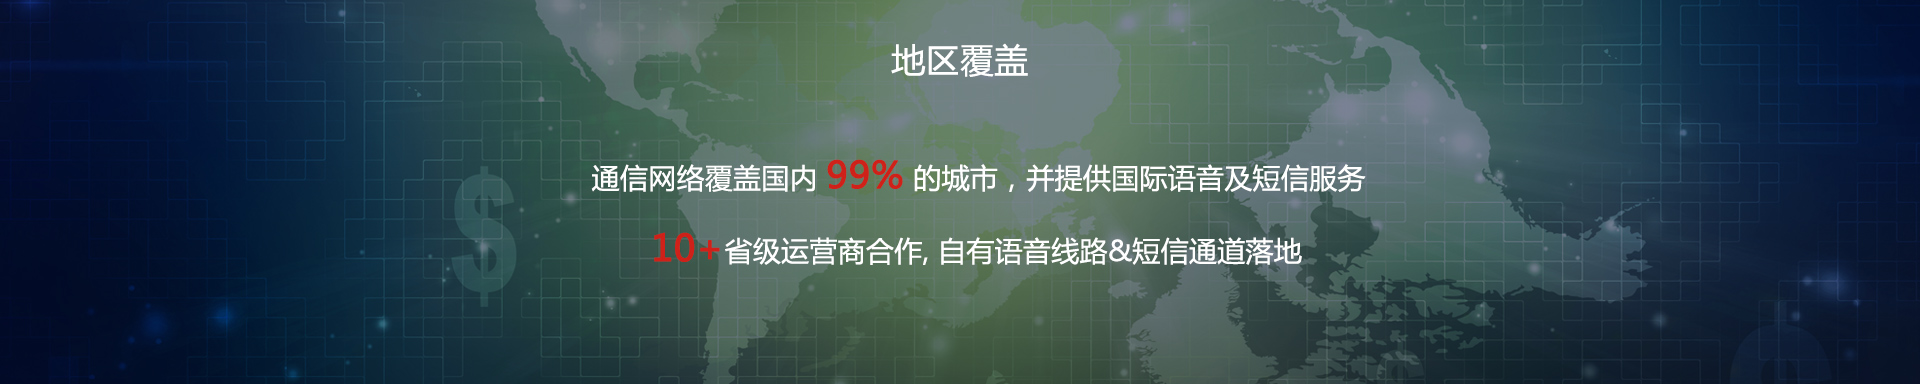 地区覆盖
通信网络覆盖国内 99% 的城市，并提供国际语音及短信服务
10+省级运营商合作, 自有语音线路&短信通道落地